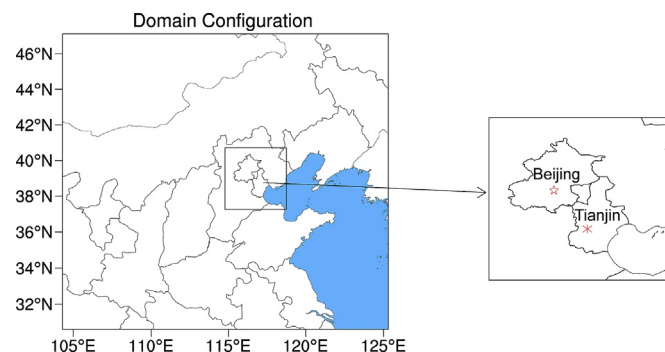 Domain Configuration
46°N
44°N
42°N
40°N
38°N
36°N
34°N
32°N
105°E
110°E
115°E
120°E
125°E
Beijing
Tianjin